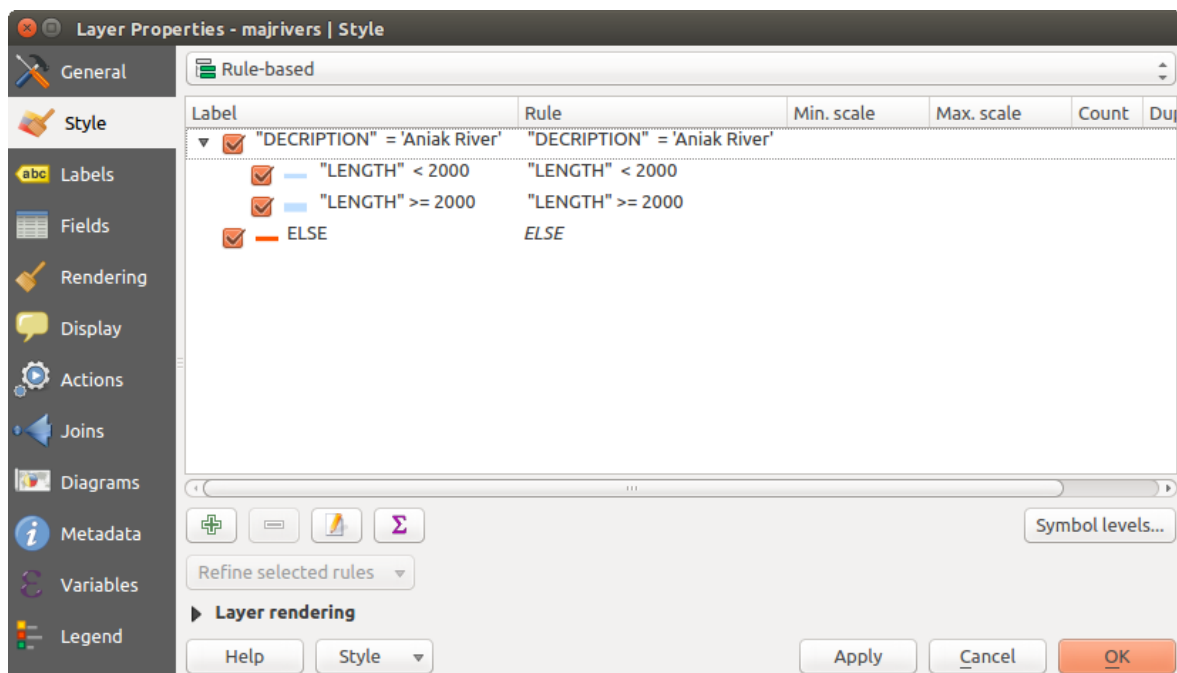 Layer Properties - majrivers | Style
General
Style
abc Labels
Fields
Rendering
Display
Actions
Joins
Diagrams
Metadata
Variables
Legend
Rule-based
Label Rule Min. scale Max. scale Count Dup
"DECRIPTION" = 'Aniak River' "DECRIPTION" = 'Aniak River'
"LENGTH" < 2000 "LENGTH" < 2000
"LENGTH" >= 2000 "LENGTH" >= 2000
ELSE ELSE
Σ
Symbol levels...
Refine selected rules
Layer rendering
Help Style Apply Cancel OK